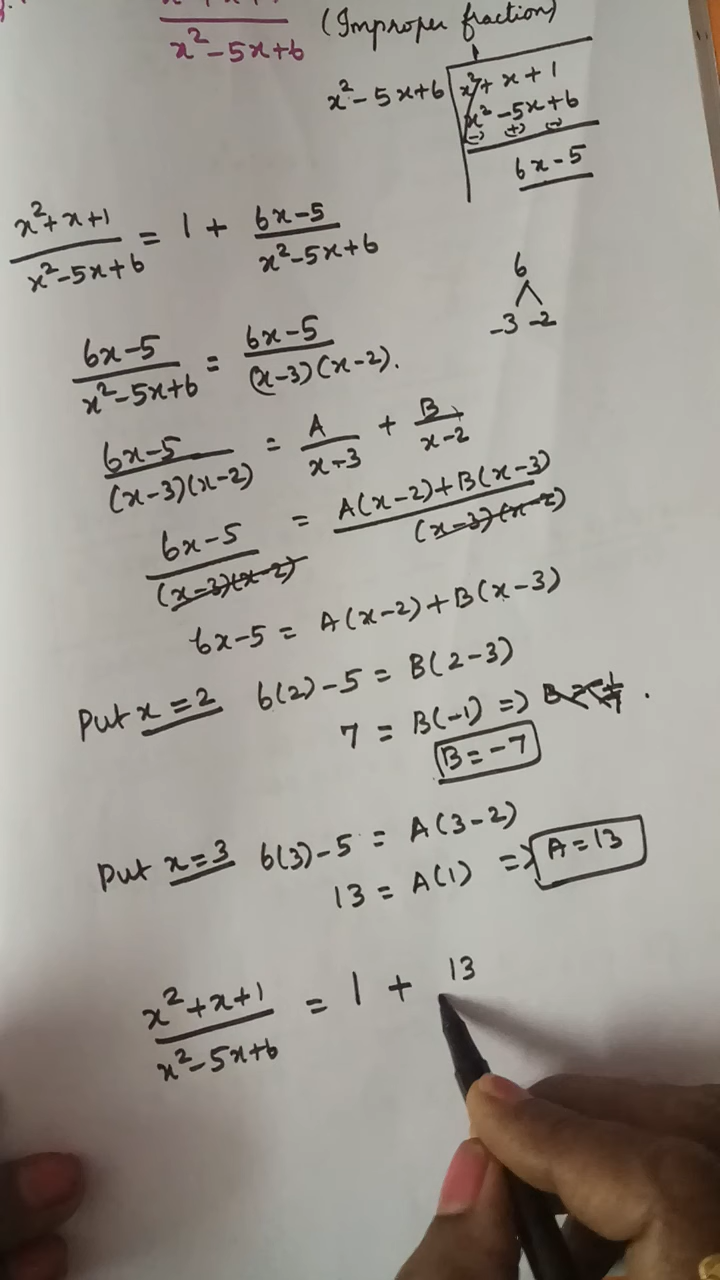 x²-5x+6 (Improper fraction)
x²-5x+6 x²+x+1
x²-5x+6
(-) (+) (-)
6x-5
x²+x+1/x²-5x+6 = 1 + 6x-5/x²-5x+6
6
-3 -2
6x-5/x²-5x+6 = 6x-5/(x-3)(x-2).
6x-5/(x-3)(x-2) = A/x-3 + B/x-2
6x-5/(x-3)(x-2) = A(x-2)+B(x-3)/(x-3)(x-2)
6x-5 = A(x-2)+B(x-3)
Put x=2 6(2)-5 = B(2-3)
7 = B(-1) =>
B=-7
Put x=3 6(3)-5 = A(3-2)
13 = A(1) => A=13
x²+x+1/x²-5x+6 = 1 + 13